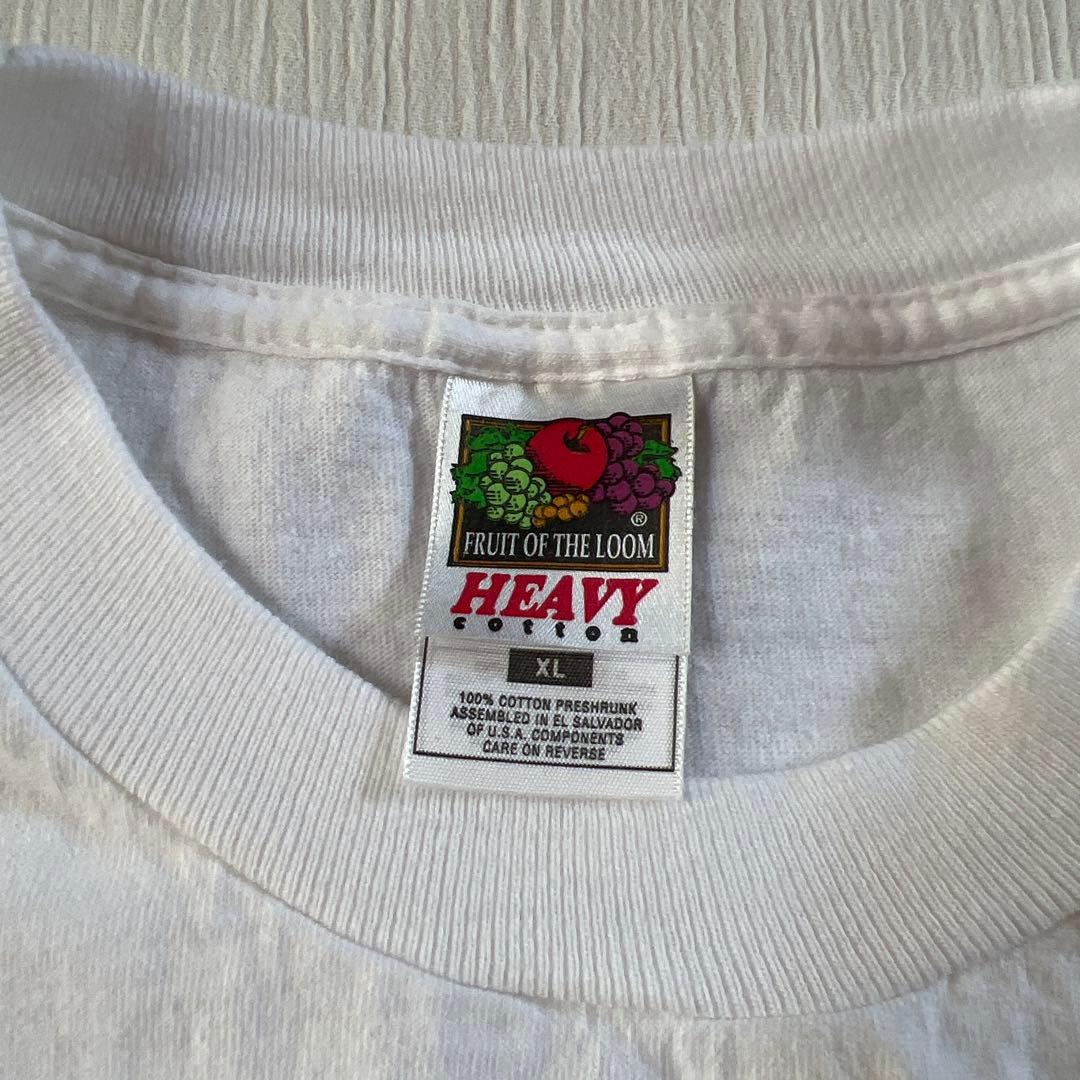 ®
FRUIT OF THE LOOM
HEAVY
cotton
XL
100% COTTON PRESHRUNK
ASSEMBLED IN EL SALVADOR
OF U.S.A. COMPONENTS
CARE ON REVERSE